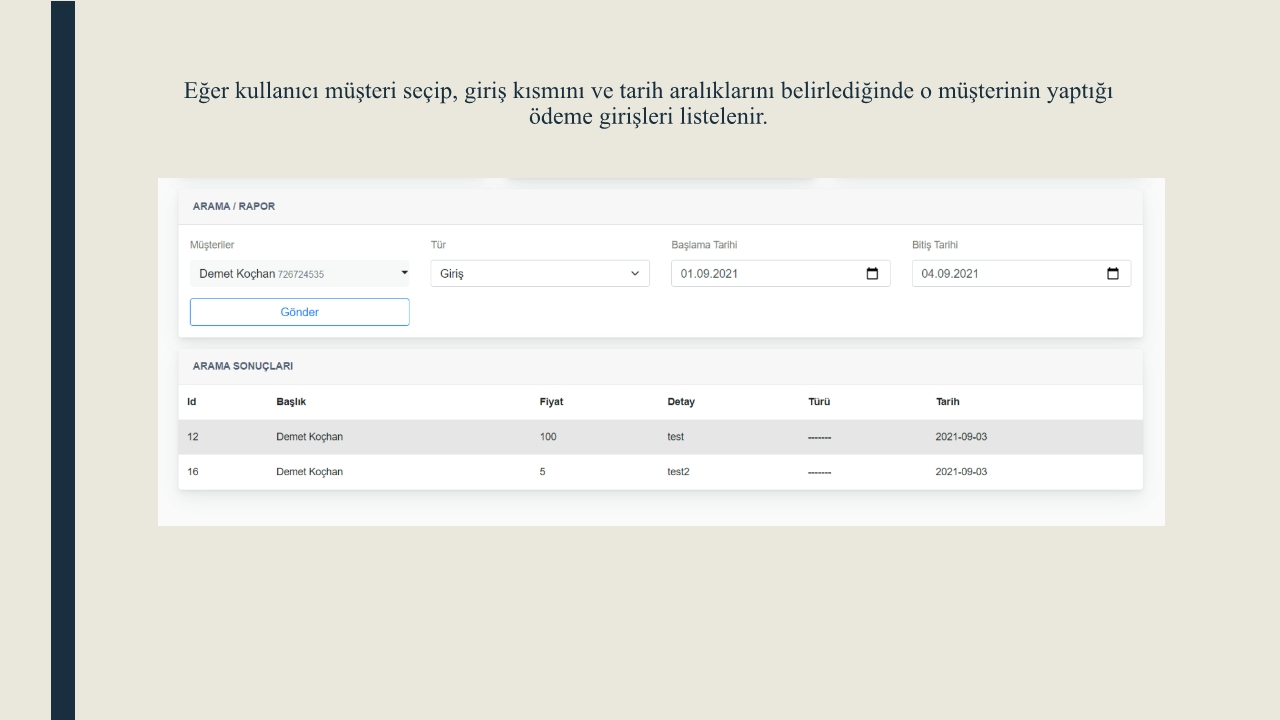 Eğer kullanıcı müşteri seçip, giriş kısmını ve tarih aralıklarını belirlediğinde o müşterinin yaptığı
ödeme girişleri listelenir.
ARAMA / RAPOR
Müşteriler Tür Başlama Tarihi Bitiş Tarihi
Demet Koçhan 726724535 Giriş 01.09.2021 04.09.2021
Gönder
ARAMA SONUÇLARI
Id Başlık Fiyat Detay Türü Tarih
12 Demet Koçhan 100 test ------- 2021-09-03
16 Demet Koçhan 5 test2 ------- 2021-09-03